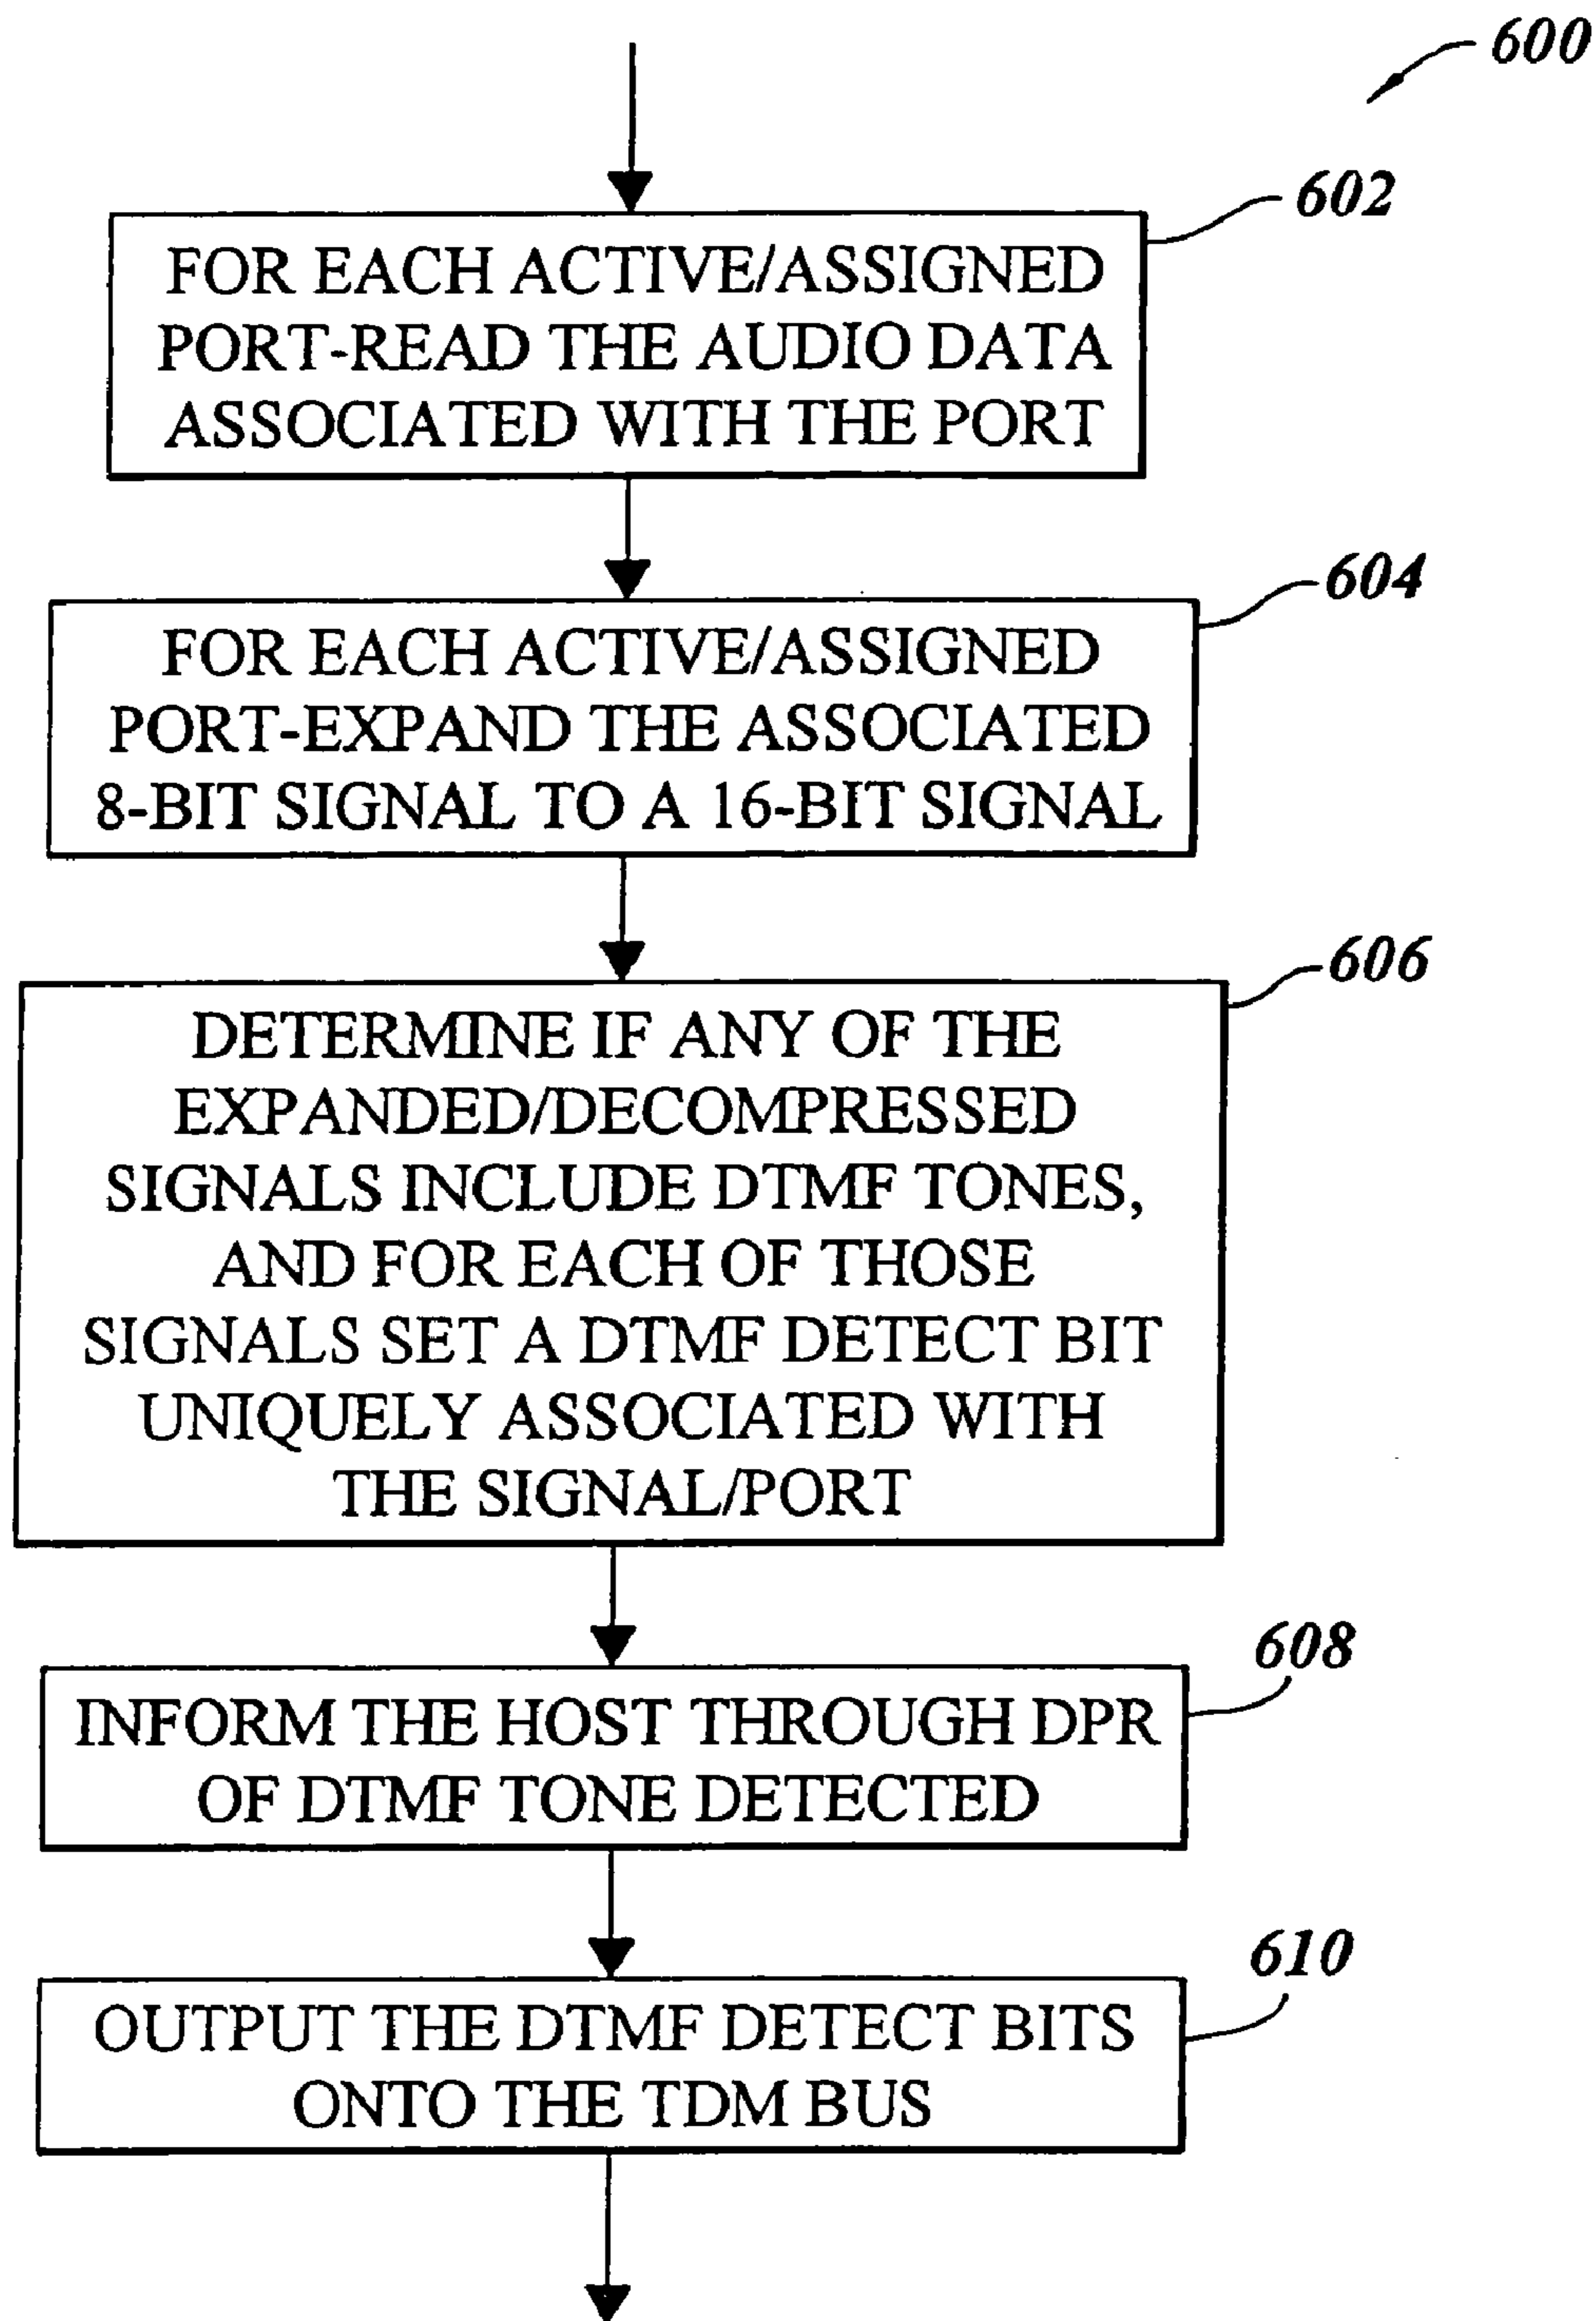 600
602
FOR EACH ACTIVE/ASSIGNED
PORT-READ THE AUDIO DATA
ASSOCIATED WITH THE PORT
604
FOR EACH ACTIVE/ASSIGNED
PORT-EXPAND THE ASSOCIATED
8-BIT SIGNAL TO A 16-BIT SIGNAL
606
DETERMINE IF ANY OF THE
EXPANDED/DECOMPRESSED
SIGNALS INCLUDE DTMF TONES,
AND FOR EACH OF THOSE
SIGNALS SET A DTMF DETECT BIT
UNIQUELY ASSOCIATED WITH
THE SIGNAL/PORT
608
INFORM THE HOST THROUGH DPR
OF DTMF TONE DETECTED
610
OUTPUT THE DTMF DETECT BITS
ONTO THE TDM BUS